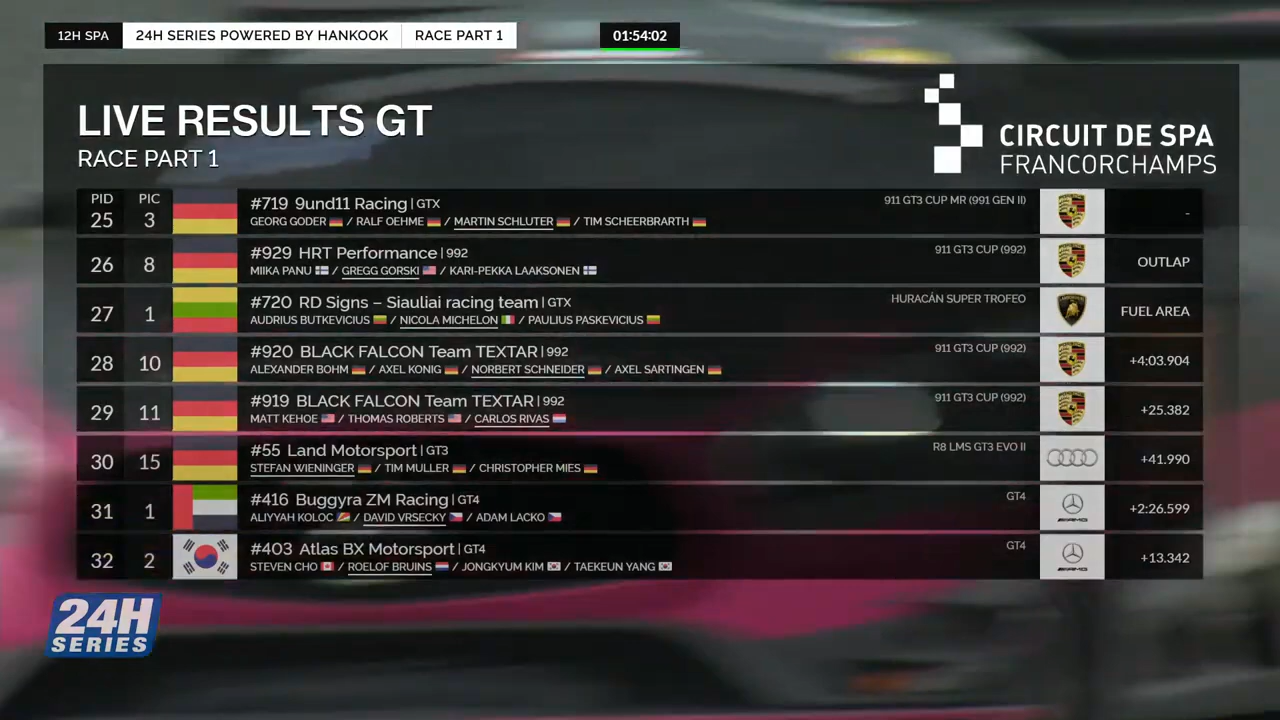 12H SPA 24H SERIES POWERED BY HANKOOK RACE PART 1 01:54:02
LIVE RESULTS GT
RACE PART 1
CIRCUIT DE SPA
FRANCORCHAMPS
PID PIC
25 3 #719 9und11 Racing | GTX 911 GT3 CUP MR (991 GEN II) -
GEORG GODER / RALF OEHME / MARTIN SCHLUTER / TIM SCHEERBRARTH
26 8 #929 HRT Performance | 992 911 GT3 CUP (992) OUTLAP
MIIKA PANU / GREGG GORSKI / KARI-PEKKA LAAKSONEN
27 1 #720 RD Signs – Siauliai racing team | GTX HURACÁN SUPER TROFEO FUEL AREA
AUDRIUS BUTKEVICIUS / NICOLA MICHELON / PAULIUS PASKEVICIUS
28 10 #920 BLACK FALCON Team TEXTAR | 992 911 GT3 CUP (992) +4:03.904
ALEXANDER BOHM / AXEL KONIG / NORBERT SCHNEIDER / AXEL SARTINGEN
29 11 #919 BLACK FALCON Team TEXTAR | 992 911 GT3 CUP (992) +25.382
MATT KEHOE / THOMAS ROBERTS / CARLOS RIVAS
30 15 #55 Land Motorsport | GT3 R8 LMS GT3 EVO II +41.990
STEFAN WIENINGER / TIM MULLER / CHRISTOPHER MIES
31 1 #416 Buggyra ZM Racing | GT4 GT4 +2:26.599
ALIYYAH KOLOC / DAVID VRSECKY / ADAM LACKO
32 2 #403 Atlas BX Motorsport | GT4 GT4 +13.342
STEVEN CHO / ROELOF BRUINS / JONGKYUM KIM / TAEKEUN YANG
24H
SERIES